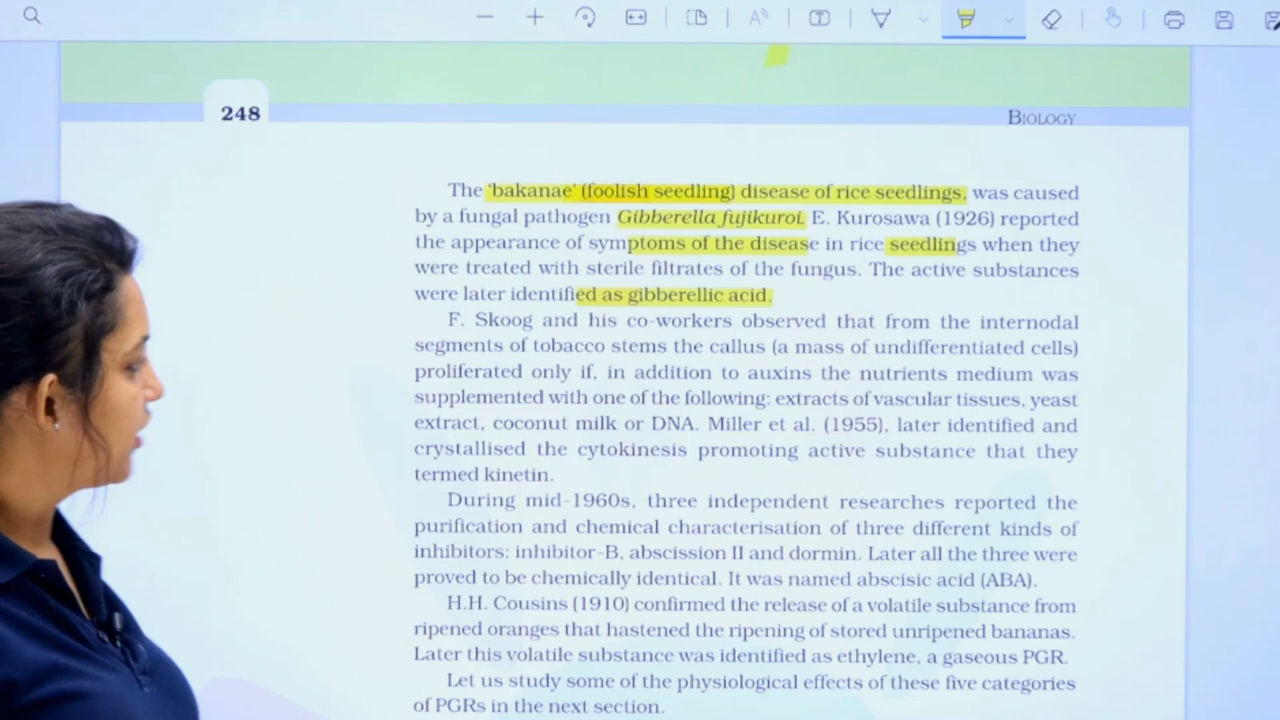 248
BIOLOGY
The 'bakanae' (foolish seedling) disease of rice seedlings, was caused
by a fungal pathogen Gibberella fujikuroi. E. Kurosawa (1926) reported
the appearance of symptoms of the disease in rice seedlings when they
were treated with sterile filtrates of the fungus. The active substances
were later identified as gibberellic acid.
F. Skoog and his co-workers observed that from the internodal
segments of tobacco stems the callus (a mass of undifferentiated cells)
proliferated only if, in addition to auxins the nutrients medium was
supplemented with one of the following: extracts of vascular tissues, yeast
extract, coconut milk or DNA. Miller et al. (1955), later identified and
crystallised the cytokinesis promoting active substance that they
termed kinetin.
During mid-1960s, three independent researches reported the
purification and chemical characterisation of three different kinds of
inhibitors: inhibitor-B, abscission II and dormin. Later all the three were
proved to be chemically identical. It was named abscisic acid (ABA).
H.H. Cousins (1910) confirmed the release of a volatile substance from
ripened oranges that hastened the ripening of stored unripened bananas.
Later this volatile substance was identified as ethylene, a gaseous PGR.
Let us study some of the physiological effects of these five categories
of PGRs in the next section.